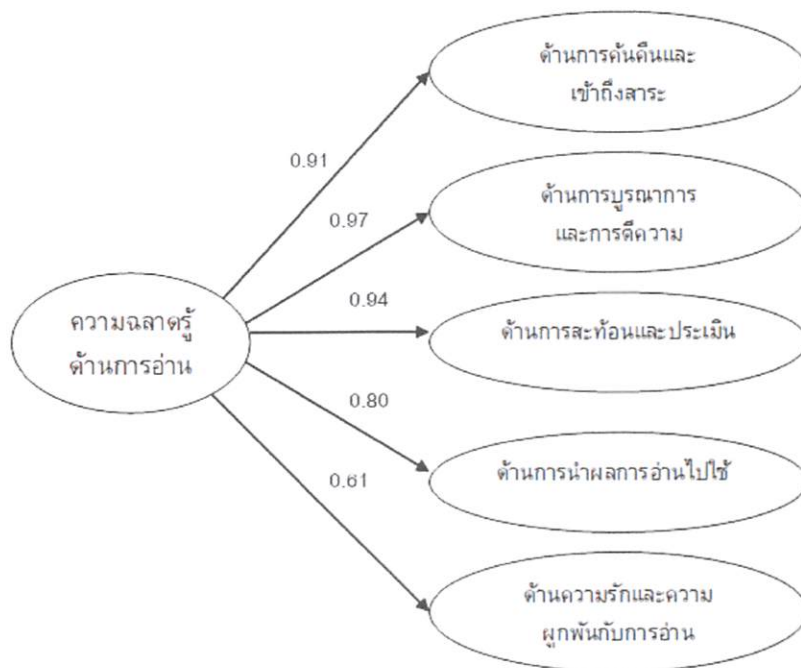 ด้านการค้นคืนและ
เข้าถึงสาระ
0.91
ด้านการบูรณาการ
และการตีความ
0.97
ความฉลาดรู้
ด้านการอ่าน
0.94
ด้านการสะท้อนและประเมิน
0.80
ด้านการนำผลการอ่านไปใช้
0.61
ด้านความรักและความ
ผูกพันกับการอ่าน